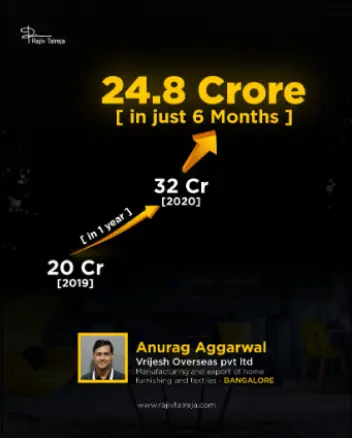 Rajiv Talreja
24.8 Crore
[ in just 6 Months ]
32 Cr
[2020]
[ in 1 year ]
20 Cr
[2019]
Anurag Aggarwal
Vrijesh Overseas pvt ltd
Manufacturing and export of home
furnishing and textiles - BANGALORE
www.rajivtalreja.com